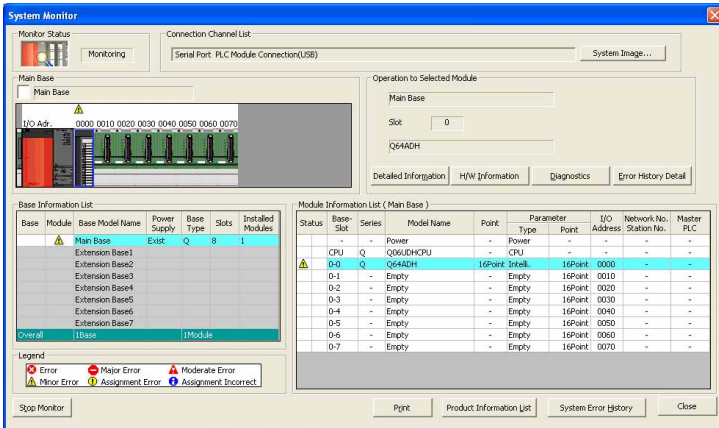 System Monitor
Monitor Status
Monitoring
Connection Channel List
Serial Port PLC Module Connection(USB)
System Image...
Main Base
Main Base
I/O Adr. 0000 0010 0020 0030 0040 0050 0060 0070
Operation to Selected Module
Main Base
Slot 0
Q64ADH
Detailed Information H/W Information Diagnostics Error History Detail
Base Information List
Base Module Base Model Name Power Supply Base Type Slots Installed Modules
Main Base Exist Q 8 1
Extension Base1
Extension Base2
Extension Base3
Extension Base4
Extension Base5
Extension Base6
Extension Base7
Overall 1Base 1Module
Legend
Error Major Error Moderate Error
Minor Error Assignment Error Assignment Incorrect
Module Information List ( Main Base )
Status Base-Slot Series Model Name Point Parameter Type Point I/O Address Network No. Station No. Master PLC
- - Power - Power - - - -
CPU Q Q06UDHCPU - CPU - - - -
0-0 Q Q64ADH 16Point Intelli. 16Point 0000 - -
0-1 - Empty - Empty 16Point 0010 - -
0-2 - Empty - Empty 16Point 0020 - -
0-3 - Empty - Empty 16Point 0030 - -
0-4 - Empty - Empty 16Point 0040 - -
0-5 - Empty - Empty 16Point 0050 - -
0-6 - Empty - Empty 16Point 0060 - -
0-7 - Empty - Empty 16Point 0070 - -
Stop Monitor Print Product Information List System Error History Close